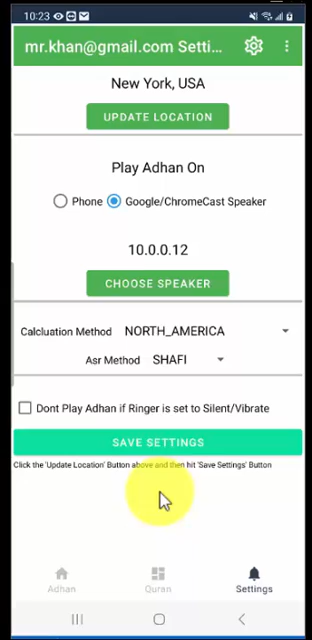 10:23
mr.khan@gmail.com Setti...
New York, USA
UPDATE LOCATION
Play Adhan On
Phone Google/ChromeCast Speaker
10.0.0.12
CHOOSE SPEAKER
Calcluation Method NORTH_AMERICA
Asr Method SHAFI
Dont Play Adhan if Ringer is set to Silent/Vibrate
SAVE SETTINGS
Click the 'Update Location' Button above and then hit 'Save Settings' Button
Adhan Quran Settings